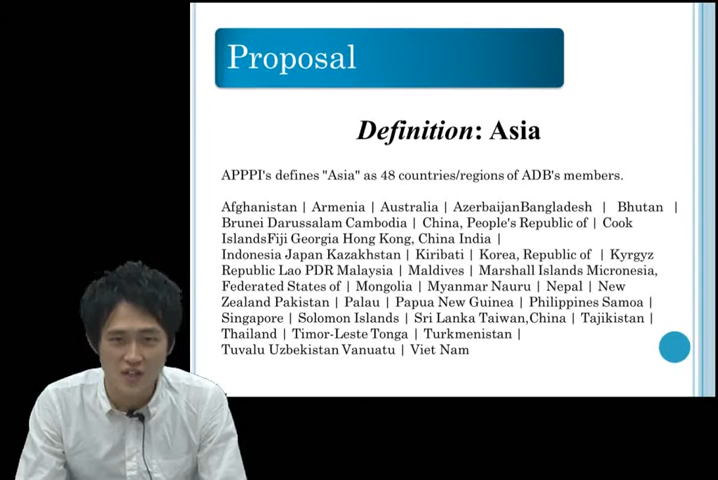 Proposal
Definition: Asia
APPPI's defines "Asia" as 48 countries/regions of ADB's members.
Afghanistan | Armenia | Australia | AzerbaijanBangladesh | Bhutan |
Brunei Darussalam Cambodia | China, People's Republic of | Cook
IslandsFiji Georgia Hong Kong, China India |
Indonesia Japan Kazakhstan | Kiribati | Korea, Republic of | Kyrgyz
Republic Lao PDR Malaysia | Maldives | Marshall Islands Micronesia,
Federated States of | Mongolia | Myanmar Nauru | Nepal | New
Zealand Pakistan | Palau | Papua New Guinea | Philippines Samoa |
Singapore | Solomon Islands | Sri Lanka Taiwan,China | Tajikistan |
Thailand | Timor-Leste Tonga | Turkmenistan |
Tuvalu Uzbekistan Vanuatu | Viet Nam